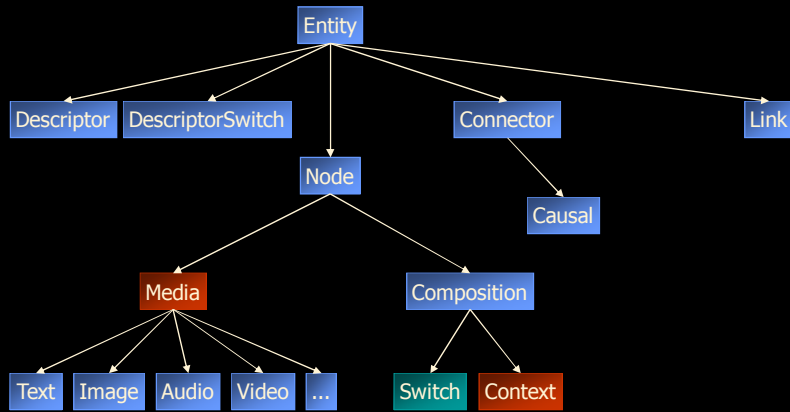 Entity
Descriptor
DescriptorSwitch
Connector
Link
Node
Causal
Media
Composition
Text
Image
Audio
Video
...
Switch
Context